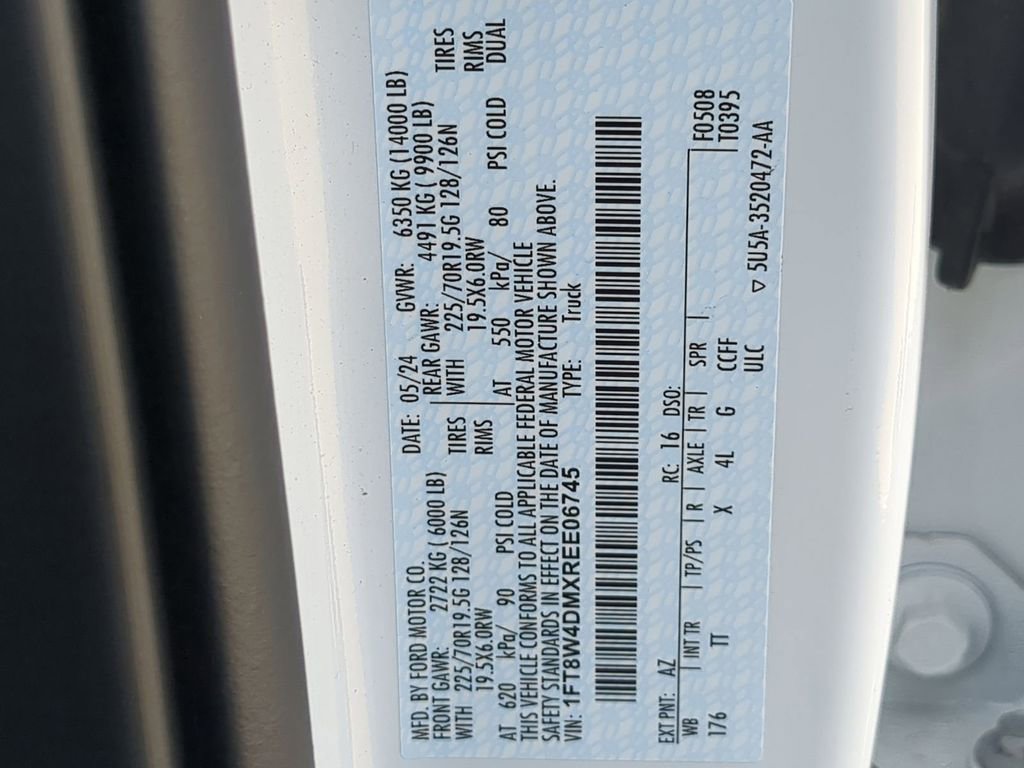 MFD. BY FORD MOTOR CO. DATE: 05/24 GVWR: 6350 KG (14000 LB)
FRONT GAWR: 2722 KG (6000 LB) REAR GAWR: 4491 KG ( 9900 LB)
WITH 225/70R19.5G 128/126N TIRES WITH 225/70R19.5G 128/126N TIRES
19.5X6.0RW RIMS 19.5X6.0RW RIMS
AT 620 kPa/ 90 PSI COLD AT 550 kPa/ 80 PSI COLD DUAL
THIS VEHICLE CONFORMS TO ALL APPLICABLE FEDERAL MOTOR VEHICLE
SAFETY STANDARDS IN EFFECT ON THE DATE OF MANUFACTURE SHOWN ABOVE.
VIN: 1FT8W4DMXREE06745 TYPE: Truck
EXT PNT: AZ RC: 16 DSO:
WB INT TR TP/PS R AXLE TR SPR F0508
176 TT X 4L G CCFF T0395
ULC ▽ 5U5A-3520472-AA